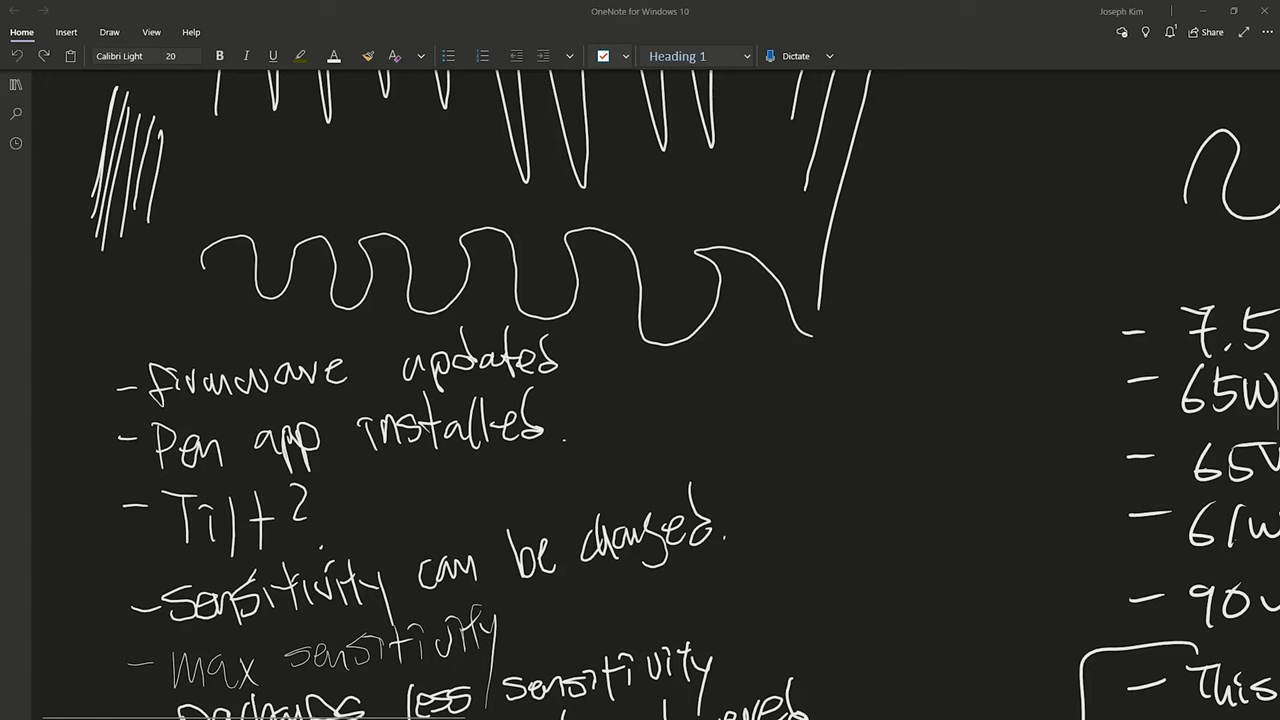 OneNote for Windows 10
Joseph Kim
Home Insert Draw View Help
Share
Calibri Light 20 B I U A Heading 1 Dictate
- firmware updated
- Pen app installed.
- Tilt?
- Sensitivity can be changed.
- max sensitivity
perhaps less sensitivity
- 7.5
- 65W
- 65
- 61W
- 90
- This